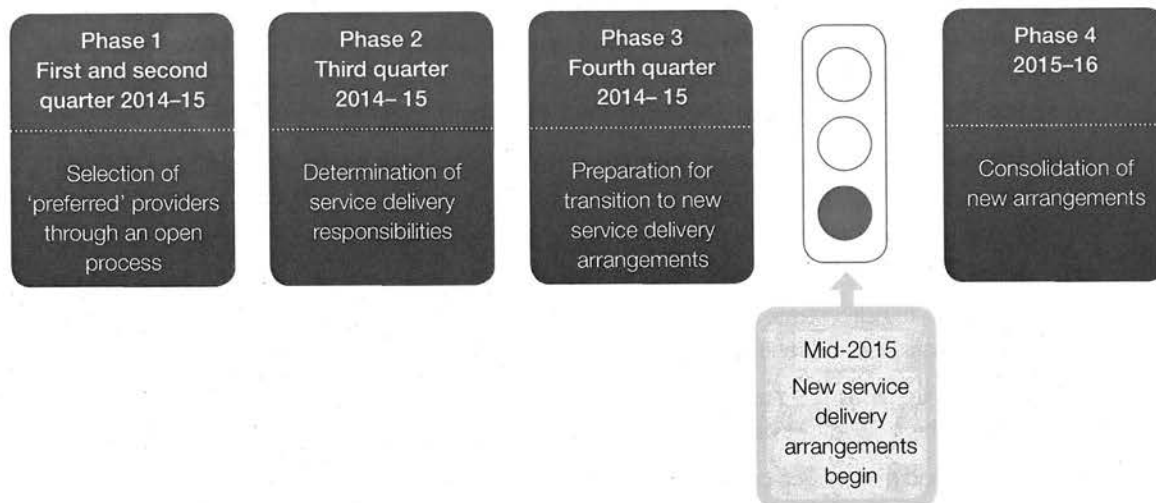 Phase 1
First and second
quarter 2014–15
Selection of
‘preferred’ providers
through an open
process
Phase 2
Third quarter
2014– 15
Determination of
service delivery
responsibilities
Phase 3
Fourth quarter
2014– 15
Preparation for
transition to new
service delivery
arrangements
Mid-2015
New service
delivery
arrangements
begin
Phase 4
2015–16
Consolidation of
new arrangements